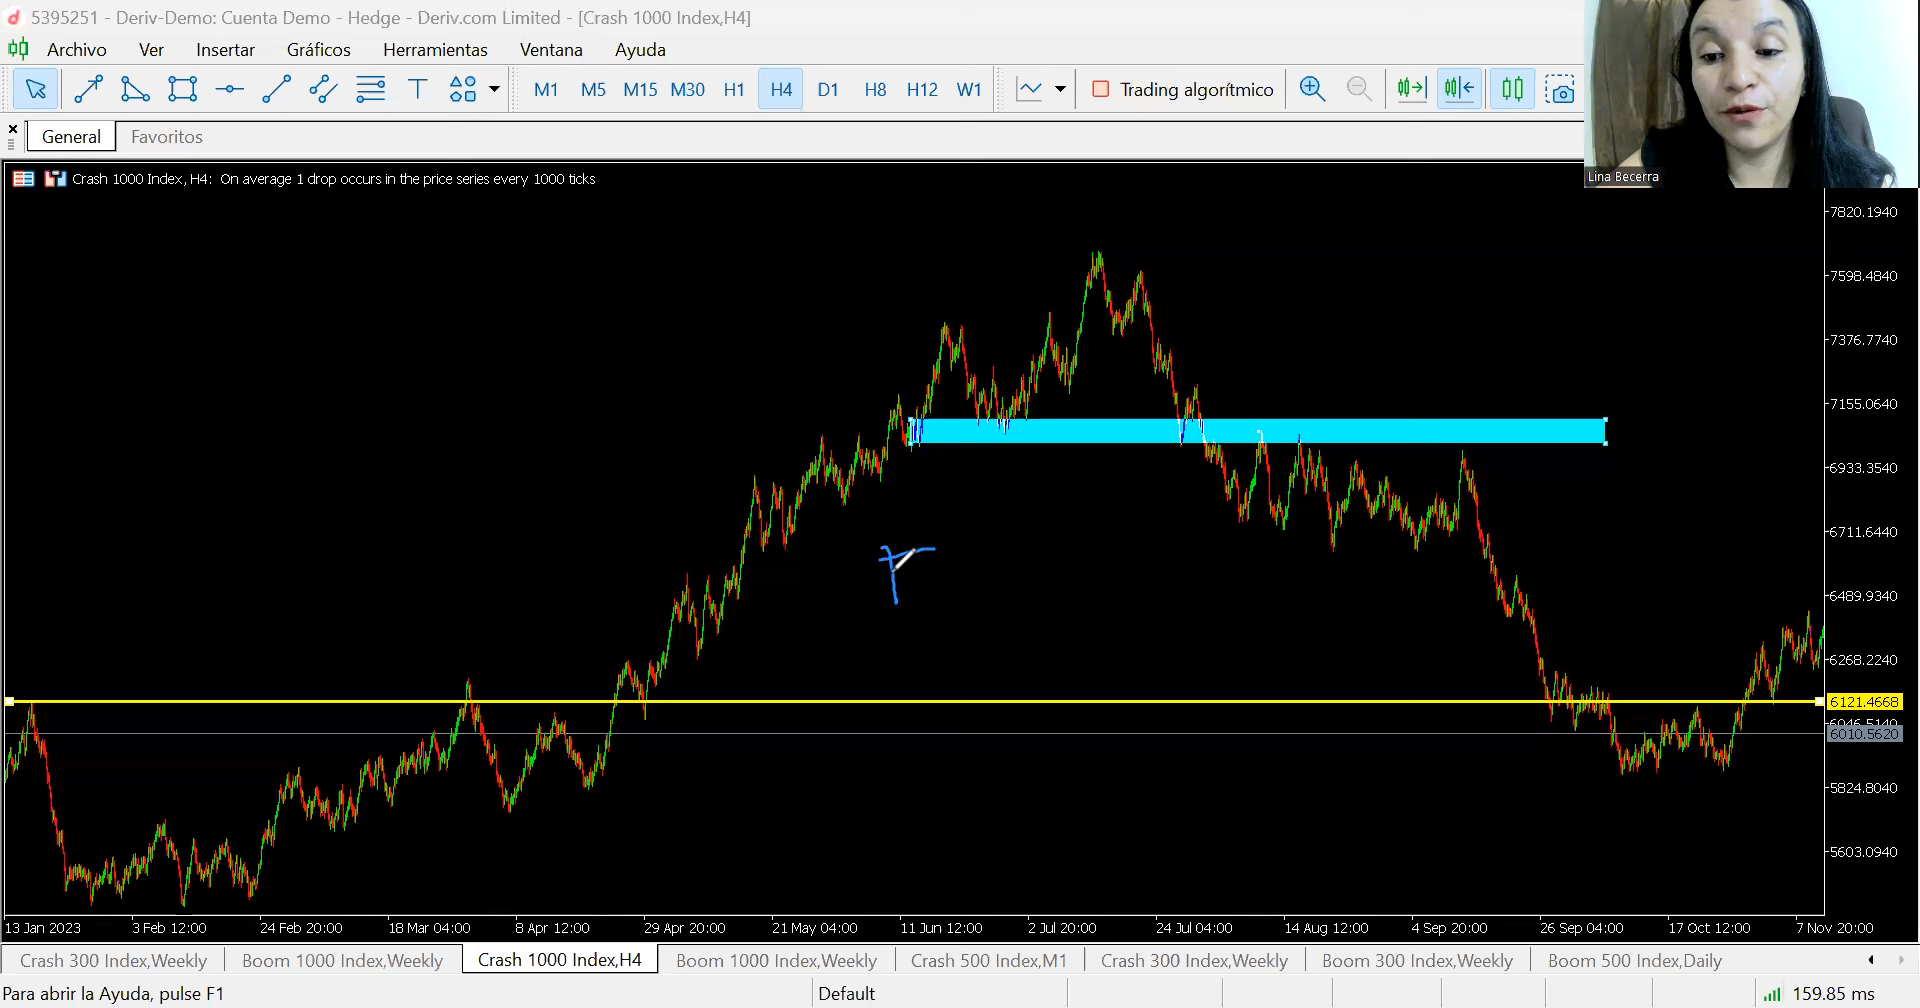 5395251 - Deriv-Demo: Cuenta Demo - Hedge - Deriv.com Limited - [Crash 1000 Index,H4]
Archivo Ver Insertar Gráficos Herramientas Ventana Ayuda
T M1 M5 M15 M30 H1 H4 D1 H8 H12 W1 Trading algorítmico
Lina Becerra
General Favoritos
Crash 1000 Index, H4: On average 1 drop occurs in the price series every 1000 ticks
7820.1940
7598.4840
7376.7740
7155.0640
6933.3540
6711.6440
6489.9340
6268.2240
6121.4668
6046.5140
6010.5620
5824.8040
5603.0940
13 Jan 2023 3 Feb 12:00 24 Feb 20:00 18 Mar 04:00 8 Apr 12:00 29 Apr 20:00 21 May 04:00 11 Jun 12:00 2 Jul 20:00 24 Jul 04:00 14 Aug 12:00 4 Sep 20:00 26 Sep 04:00 17 Oct 12:00 7 Nov 20:00
Crash 300 Index,Weekly Boom 1000 Index,Weekly Crash 1000 Index,H4 Boom 1000 Index,Weekly Crash 500 Index,M1 Crash 300 Index,Weekly Boom 300 Index,Weekly Boom 500 Index,Daily
Para abrir la Ayuda, pulse F1 Default 159.85 ms